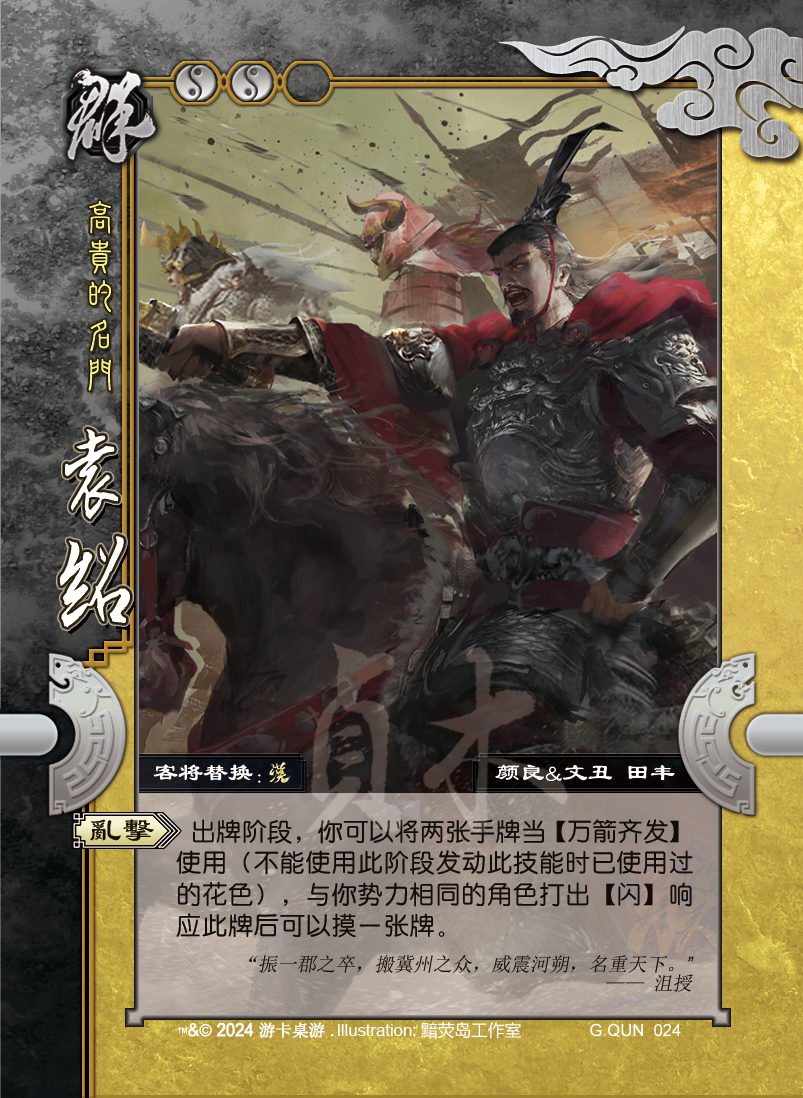 群
高貴的名門
袁绍
客将替换：漢
颜良&文丑 田丰
亂擊
出牌阶段，你可以将两张手牌当【万箭齐发】
使用（不能使用此阶段发动此技能时已使用过
的花色），与你势力相同的角色打出【闪】响
应此牌后可以摸一张牌。
“振一郡之卒，搬冀州之众，威震河朔，名重天下。”
—— 沮授
™&© 2024 游卡桌游 . Illustration: 黯荧岛工作室
G.QUN 024